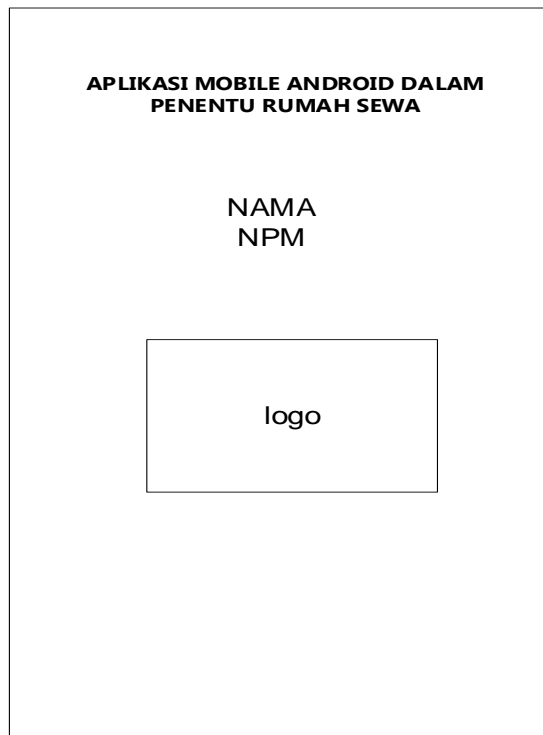 APLIKASI MOBILE ANDROID DALAM
PENENTU RUMAH SEWA
NAMA
NPM
logo